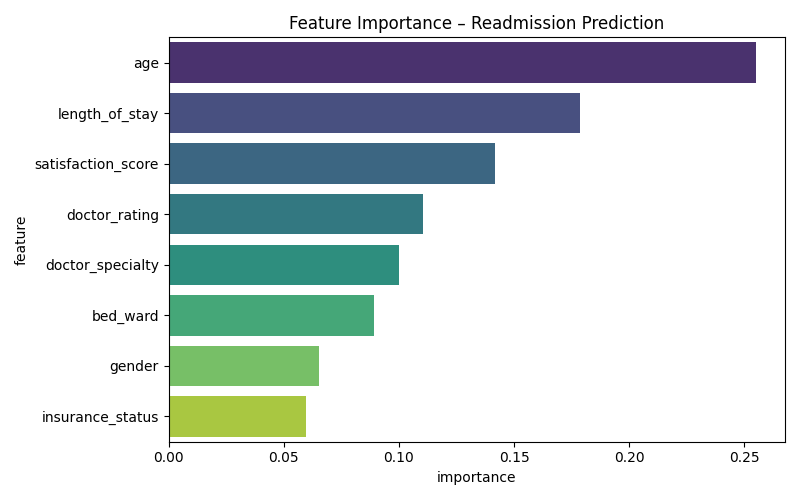 Feature Importance – Readmission Prediction
feature
age
length_of_stay
satisfaction_score
doctor_rating
doctor_specialty
bed_ward
gender
insurance_status
0.00 0.05 0.10 0.15 0.20 0.25
importance